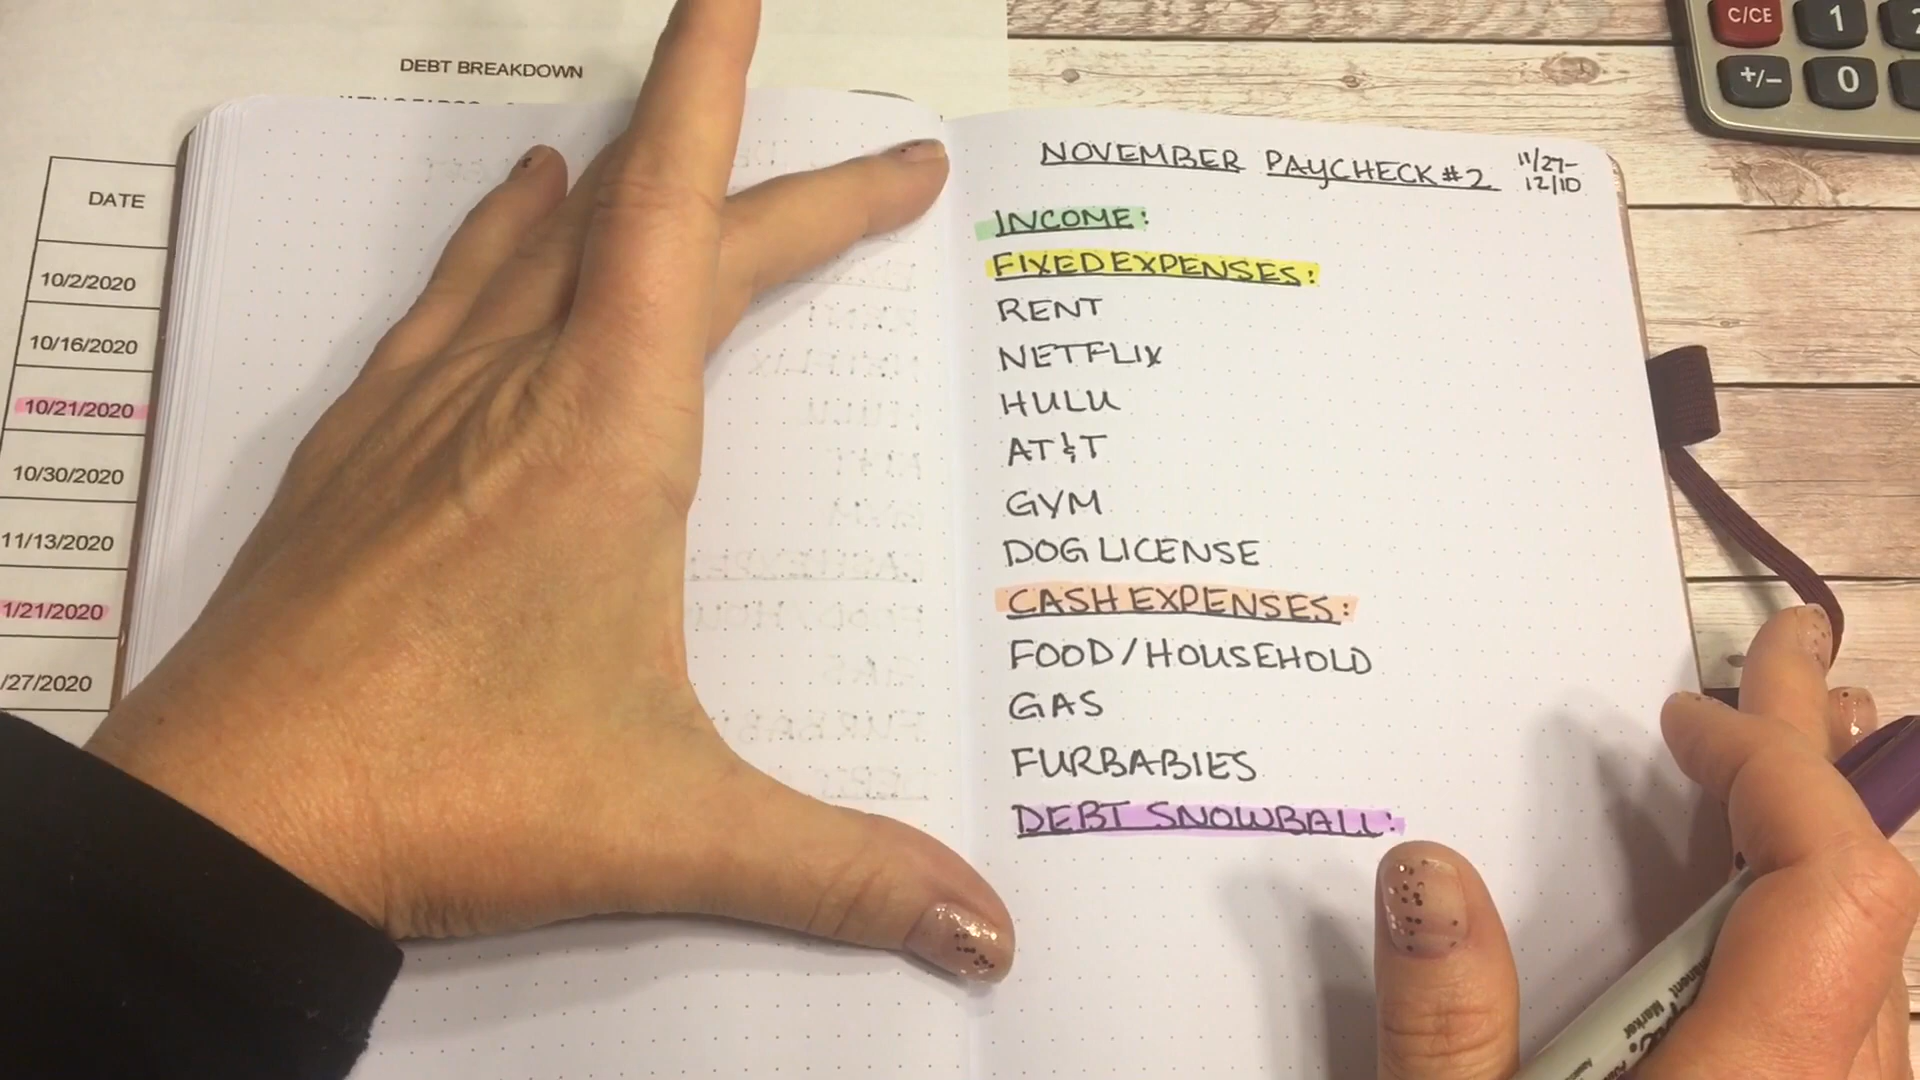 DEBT BREAKDOWN
DATE
10/2/2020
10/16/2020
10/21/2020
10/30/2020
11/13/2020
1/21/2020
/27/2020
NOVEMBER PAYCHECK #2 11/27-
12/10
INCOME:
FIXED EXPENSES:
RENT
NETFLIX
HULU
AT&T
GYM
DOG LICENSE
CASH EXPENSES:
FOOD/HOUSEHOLD
GAS
FURBABIES
DEBT SNOWBALL:
C/CE 1 2
+/- 0
Marker